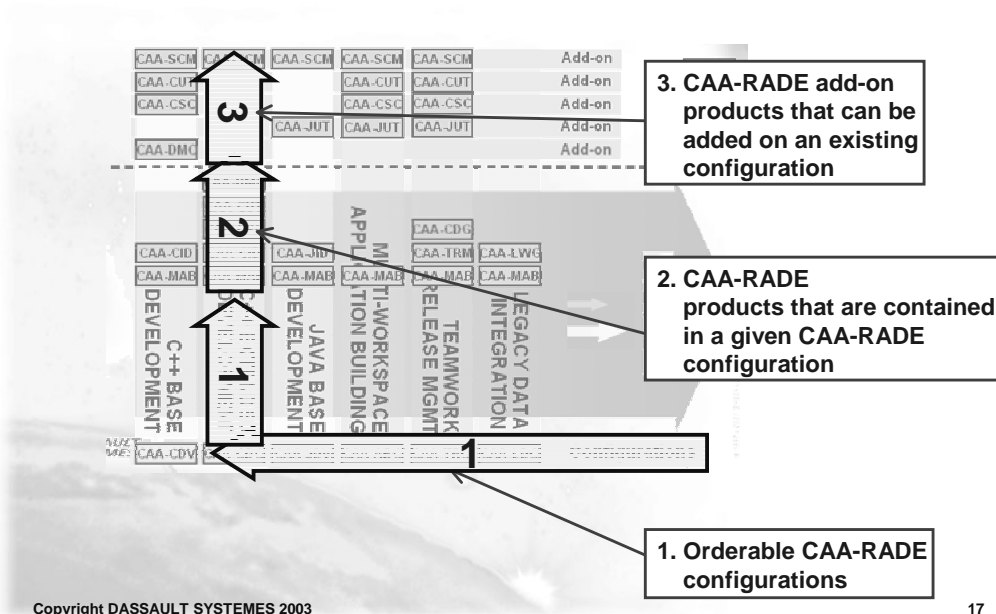 CAA-SCM CAA-SCM CAA-SCM CAA-SCM Add-on
CAA-CUT CAA-CUT CAA-CUT Add-on
CAA-CSC CAA-CSC CAA-CSC Add-on
CAA-JUT CAA-JUT CAA-JUT Add-on
CAA-DMC Add-on
3
3. CAA-RADE add-on
products that can be
added on an existing
configuration
CAA-CDG
CAA-CID CAA-JID CAA-TRM CAA-LWG
CAA-MAB CAA-MAB CAA-MAB CAA-MAB CAA-MAB
2
2. CAA-RADE
products that are contained
in a given CAA-RADE
configuration
C++ BASE
DEVELOPMENT
JAVA BASE
DEVELOPMENT
TI-WORKSPACE
TION BUILDING
TEAMWORK
RELEASE MGMT
LEGACY DATA
INTEGRATION
1
CAA-CDV
1
1. Orderable CAA-RADE
configurations
Copyright DASSAULT SYSTEMES 2003
17